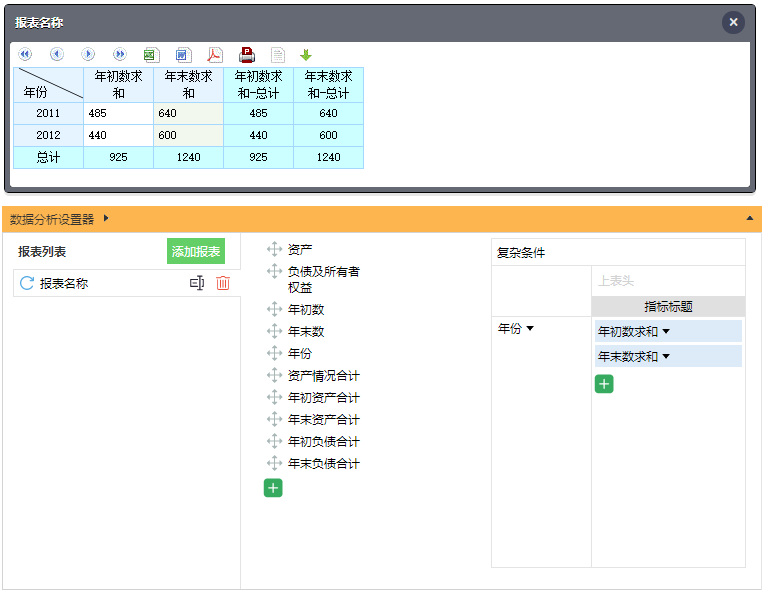 报表名称
年份
年初数求和
年末数求和
年初数求和-总计
年末数求和-总计
2011 485 640 485 640
2012 440 600 440 600
总计 925 1240 925 1240
数据分析设置器
报表列表 添加报表
报表名称
资产
负债及所有者
权益
年初数
年末数
年份
资产情况合计
年初资产合计
年末资产合计
年初负债合计
年末负债合计
复杂条件
上表头
指标标题
年份
年初数求和
年末数求和